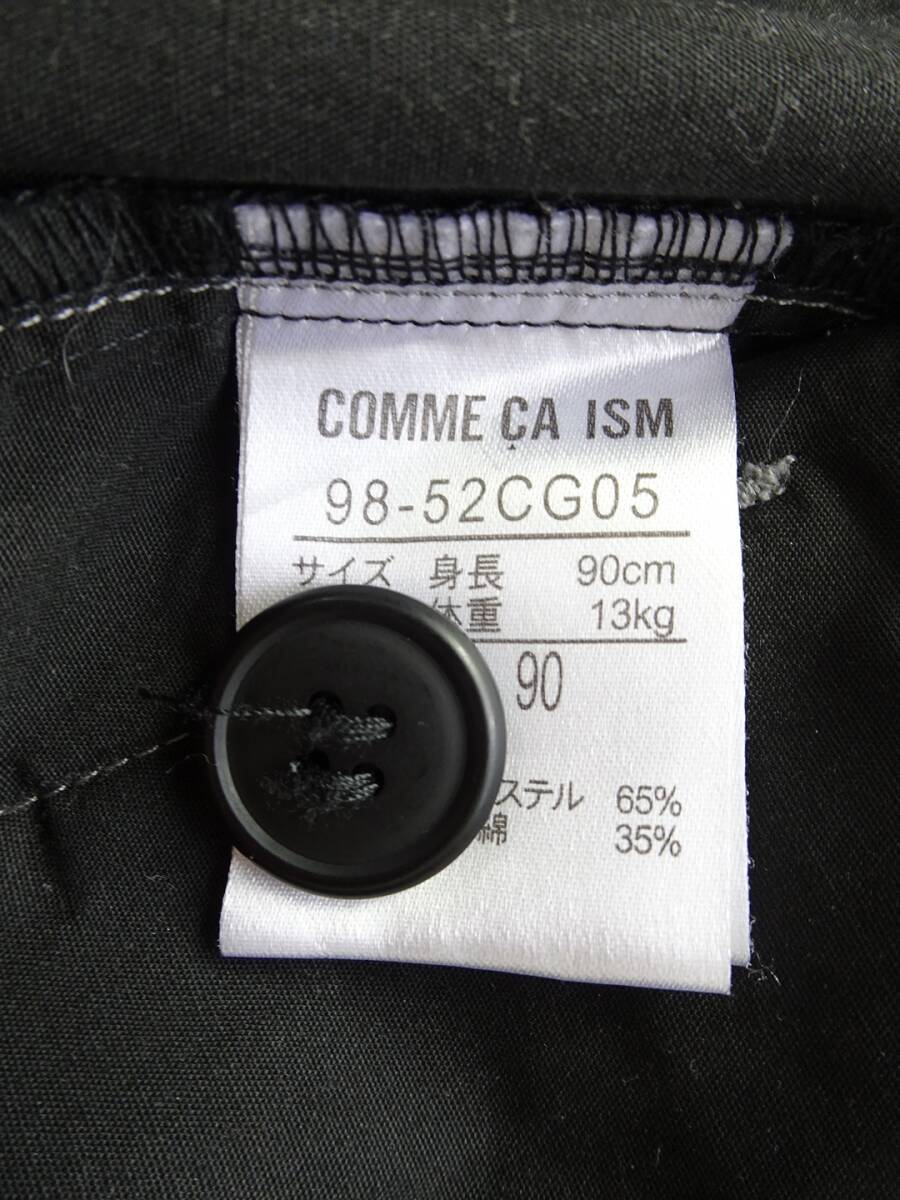 COMME ÇA ISM
98-52CG05
サイズ 身長 90cm
体重 13kg
90
ステル 65%
綿 35%